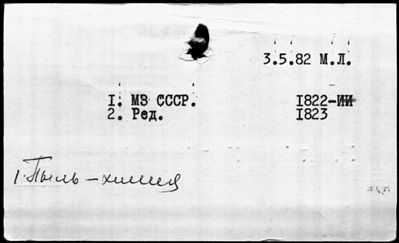 3.5.82 М.Л.
1. МЗ СССР. 1822-ИИ
2. Ред. 1823
1. Пыль – химия